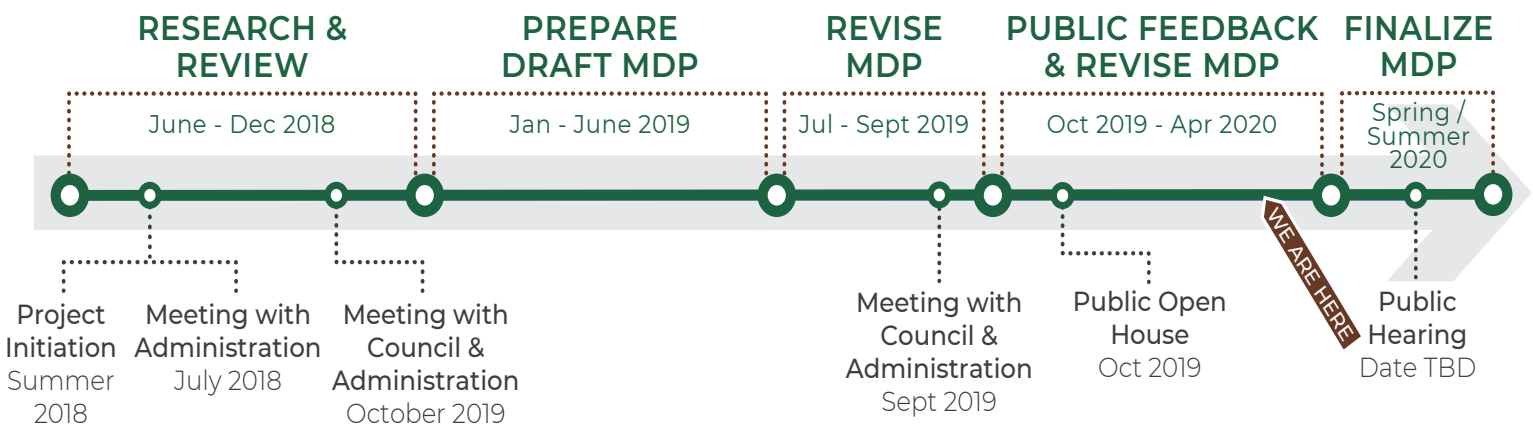 RESEARCH &
REVIEW
June - Dec 2018
PREPARE
DRAFT MDP
Jan - June 2019
REVISE
MDP
Jul - Sept 2019
PUBLIC FEEDBACK
& REVISE MDP
Oct 2019 - Apr 2020
FINALIZE
MDP
Spring /
Summer
2020
Project
Initiation
Summer
2018
Meeting with
Administration
July 2018
Meeting with
Council &
Administration
October 2019
Meeting with
Council &
Administration
Sept 2019
Public Open
House
Oct 2019
WE ARE HERE
Public
Hearing
Date TBD